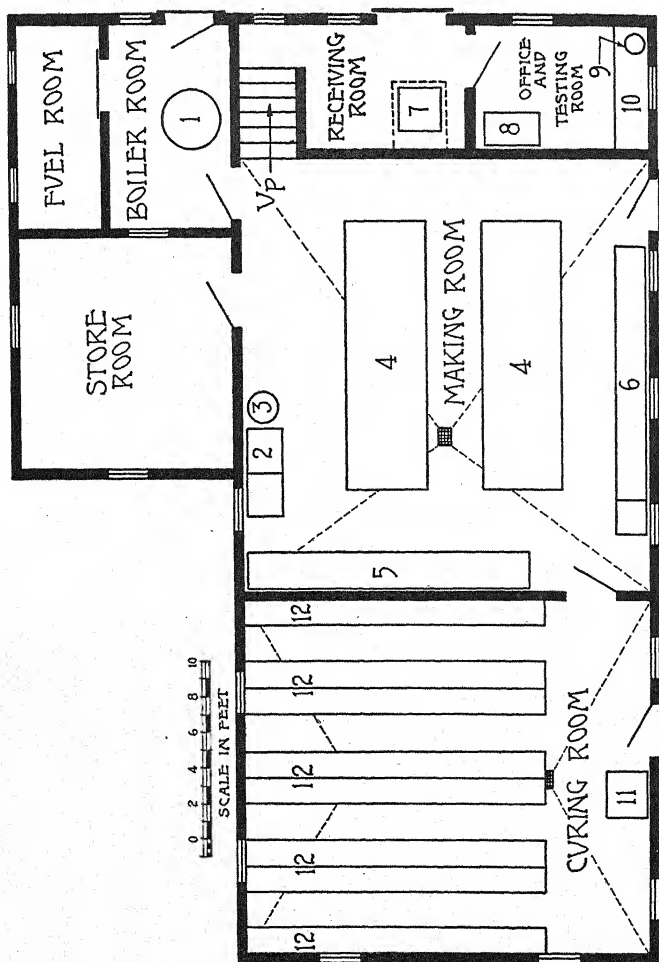 FVEL ROOM
BOILER ROOM
1
RECEIVING
ROOM
7
8
OFFICE
AND
TESTING
ROOM
9
10
VP
STORE
ROOM
MAKING ROOM
4
4
2
3
5
6
12
12
12
12
12
CVRING ROOM
11
0 2 4 6 8 10
SCALE IN FEET